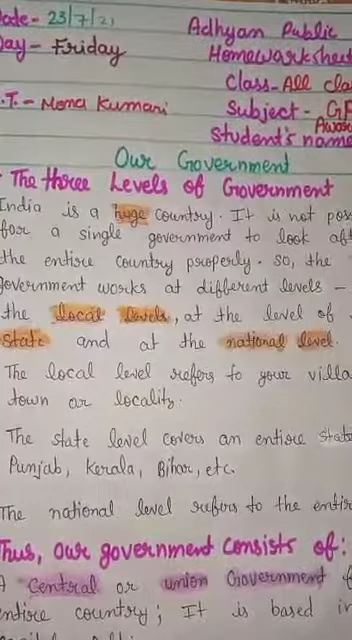 Date- 23/7/21
Adhyam Public
Day- Friday
Homework sheet
Class- All cla
C.T.- Mona Kumari
Subject- G.K
Awar
Student's name
Our Government
The three Levels of Government
India is a huge country. It is not pos
for a single government to look aft
the entire country properly. so, the
government works at different levels -
the local levels, at the level of
state and at the national level.
The local level refers to your villa
town or locality.
The state level covers an entire stat
Punjab, Kerala, Bihar, etc.
The national level refers to the entir
Thus, our government consists of:
A Central or union Government f
entire country; It is based in